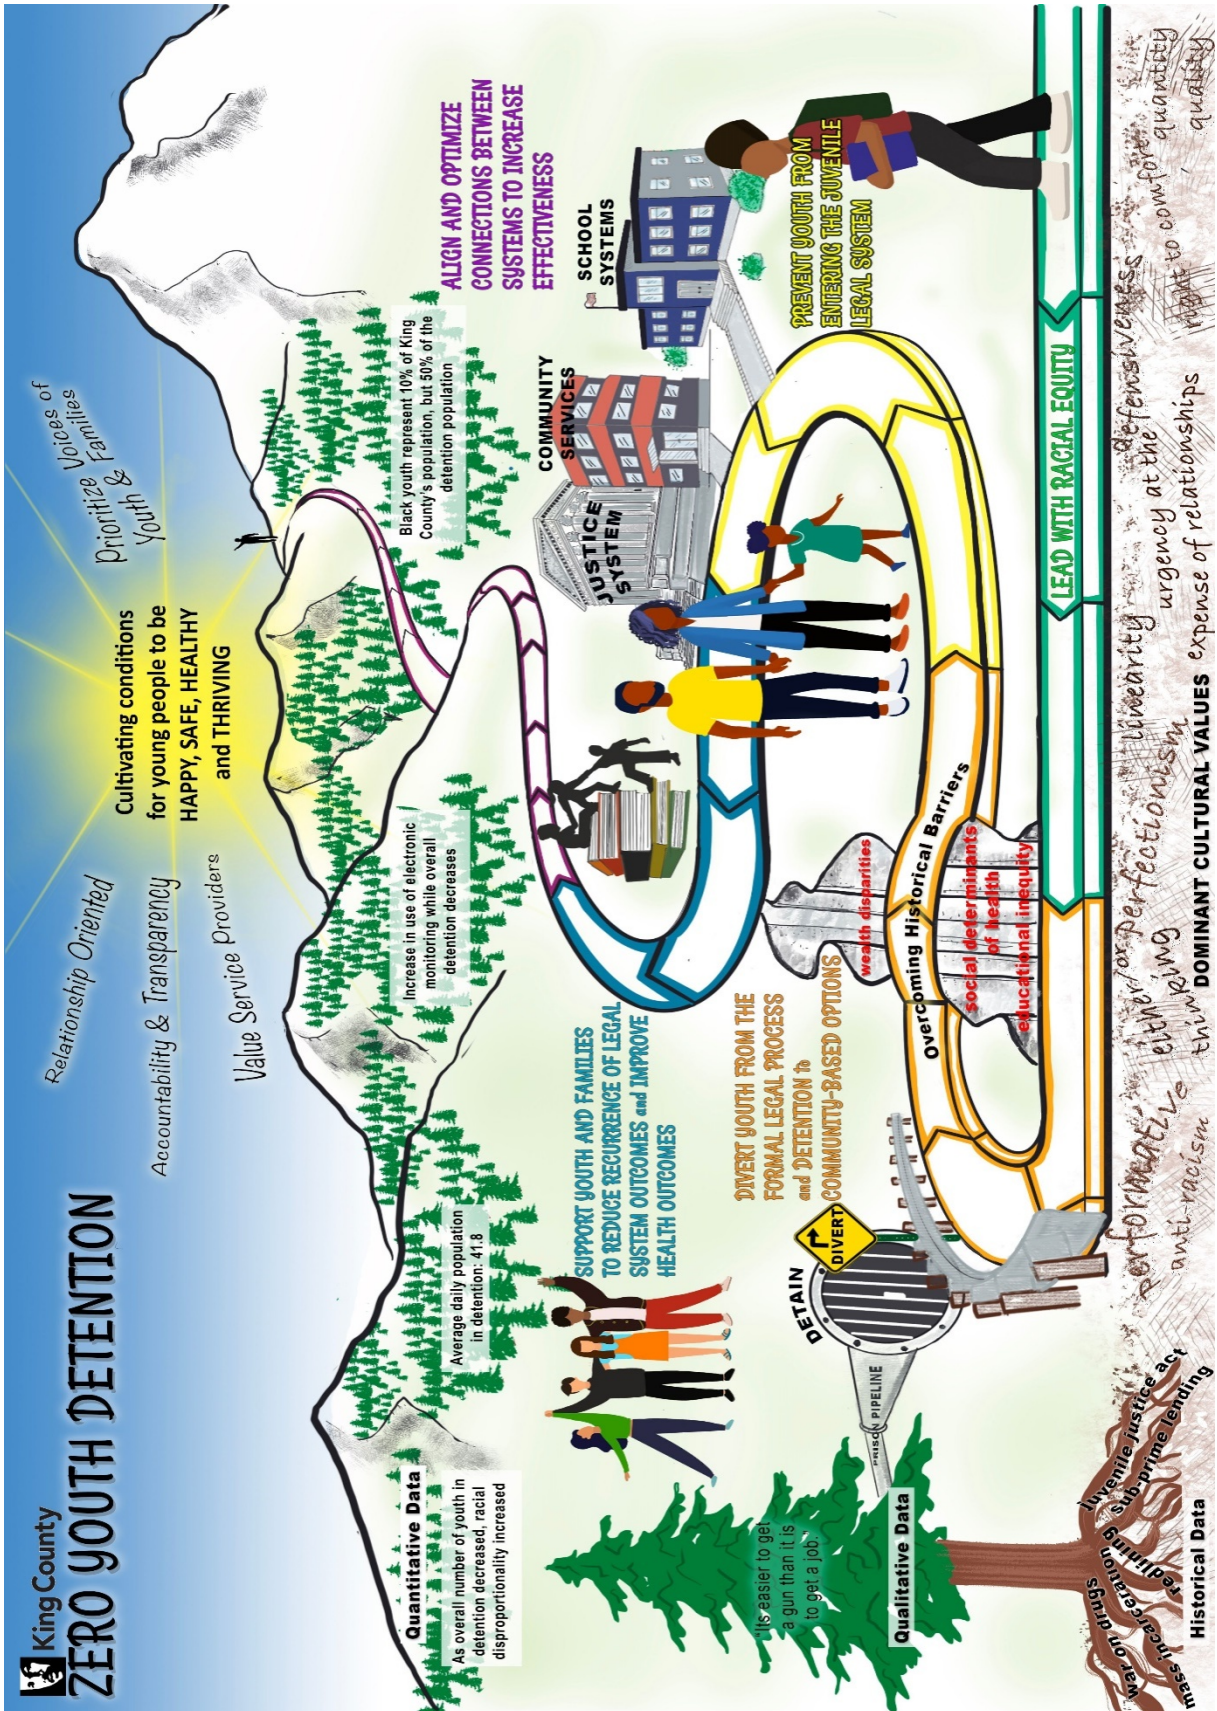 King County
ZERO YOUTH DETENTION
Relationship Oriented
Accountability & Transparency
Value Service Providers
Cultivating conditions
for young people to be
HAPPY, SAFE, HEALTHY
and THRIVING
Prioritize Voices of
Youth & Families
Quantitative Data
As overall number of youth in
detention decreased, racial
disproportionality increased
Average daily population
in detention: 41.8
Increase in use of electronic
monitoring while overall
detention decreases
Black youth represent 10% of King
County's population, but 50% of the
detention population
ALIGN AND OPTIMIZE
CONNECTIONS BETWEEN
SYSTEMS TO INCREASE
EFFECTIVENESS
SUPPORT YOUTH AND FAMILIES
TO REDUCE RECURRENCE OF LEGAL
SYSTEM OUTCOMES and IMPROVE
HEALTH OUTCOMES
JUSTICE
SYSTEM
COMMUNITY
SERVICES
SCHOOL
SYSTEMS
"Its easier to get
a gun than it is
to get a job."
Qualitative Data
PRISON PIPELINE
DETAIN
DIVERT
DIVERT YOUTH FROM THE
FORMAL LEGAL PROCESS
and DETENTION to
COMMUNITY-BASED OPTIONS
PREVENT YOUTH FROM
ENTERING THE JUVENILE
LEGAL SYSTEM
wealth disparities
Overcoming Historical Barriers
social determinants
of health
educational inequity
LEAD WITH RACIAL EQUITY
war on drugs
mass incarceration
redlining
juvenile justice act
sub-prime lending
Historical Data
performative
anti-racism
either/or
thinking
perfectionism
linearity
urgency at the
expense of relationships
defensiveness
right to comfort
quantity
quality
DOMINANT CULTURAL VALUES